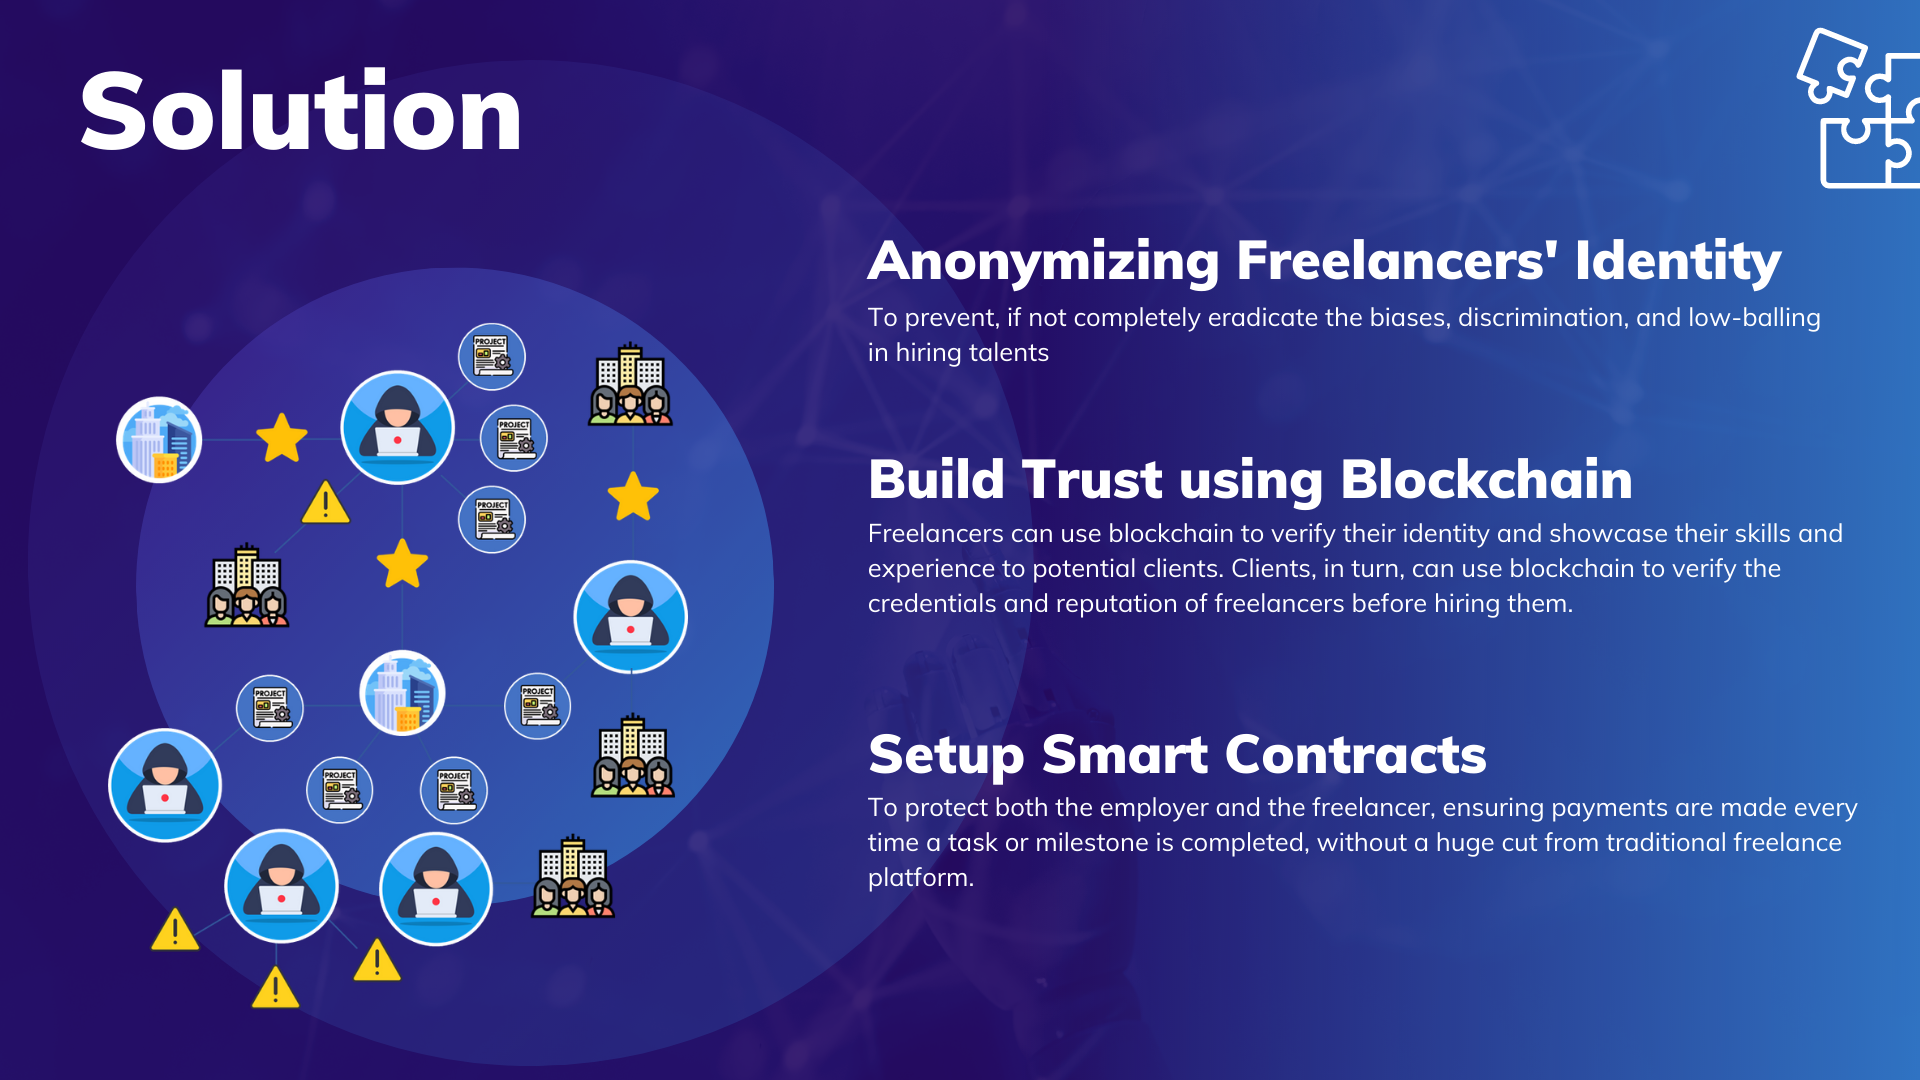 Solution
Anonymizing Freelancers' Identity
To prevent, if not completely eradicate the biases, discrimination, and low-balling
in hiring talents
Build Trust using Blockchain
Freelancers can use blockchain to verify their identity and showcase their skills and
experience to potential clients. Clients, in turn, can use blockchain to verify the
credentials and reputation of freelancers before hiring them.
Setup Smart Contracts
To protect both the employer and the freelancer, ensuring payments are made every
time a task or milestone is completed, without a huge cut from traditional freelance
platform.
PROJECT
PROJECT
PROJECT
PROJECT
PROJECT
PROJECT
PROJECT